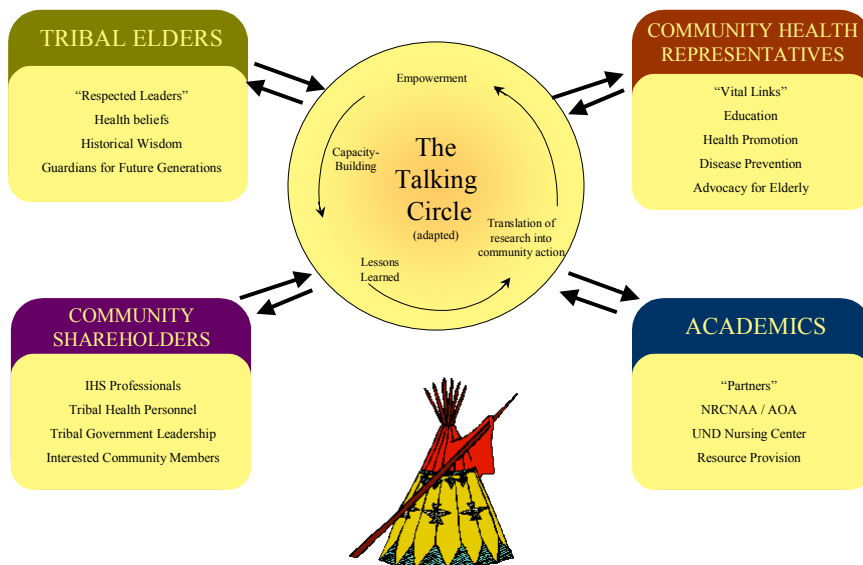 TRIBAL ELDERS
“Respected Leaders”
Health beliefs
Historical Wisdom
Guardians for Future Generations
COMMUNITY HEALTH
REPRESENTATIVES
“Vital Links”
Education
Health Promotion
Disease Prevention
Advocacy for Elderly
Empowerment
Capacity-
Building
The
Talking
Circle
(adapted)
Translation of
research into
community action
Lessons
Learned
COMMUNITY
SHAREHOLDERS
IHS Professionals
Tribal Health Personnel
Tribal Government Leadership
Interested Community Members
ACADEMICS
“Partners”
NRCNAA / AOA
UND Nursing Center
Resource Provision